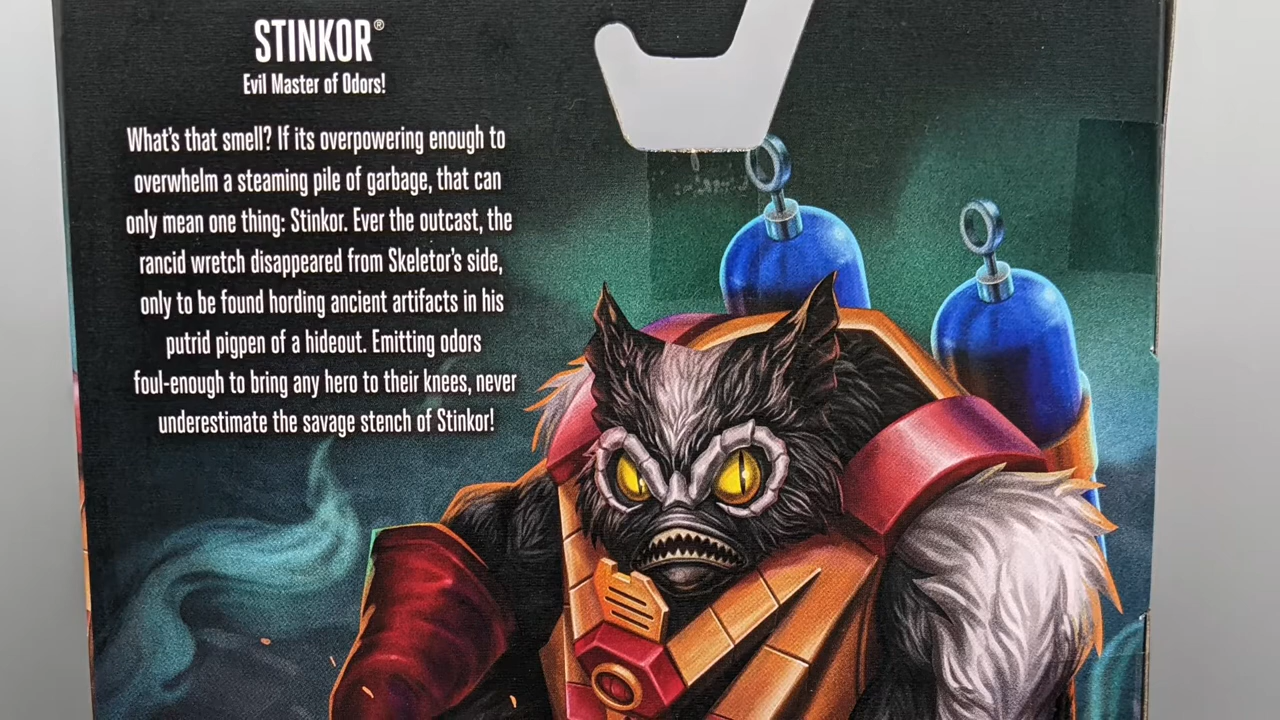 STINKOR®
Evil Master of Odors!
What's that smell? If its overpowering enough to
overwhelm a steaming pile of garbage, that can
only mean one thing: Stinkor. Ever the outcast, the
rancid wretch disappeared from Skeletor's side,
only to be found hording ancient artifacts in his
putrid pigpen of a hideout. Emitting odors
foul-enough to bring any hero to their knees, never
underestimate the savage stench of Stinkor!